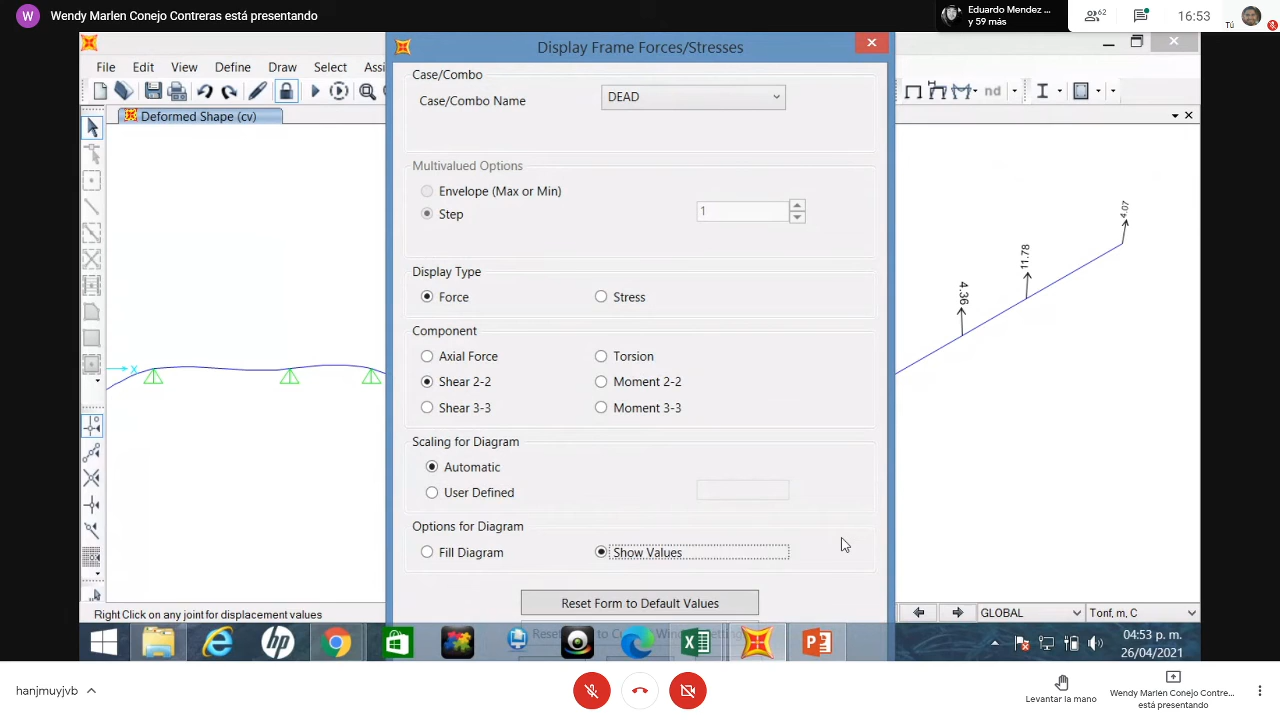 W Wendy Marlen Conejo Contreras está presentando
Eduardo Mendez ...
y 59 más
62
16:53
Tú
Display Frame Forces/Stresses
File Edit View Define Draw Select Assi
nd
Deformed Shape (cv)
Case/Combo
Case/Combo Name DEAD
Multivalued Options
Envelope (Max or Min)
Step 1
Display Type
Force Stress
Component
Axial Force Torsion
Shear 2-2 Moment 2-2
Shear 3-3 Moment 3-3
Scaling for Diagram
Automatic
User Defined
Options for Diagram
Fill Diagram Show Values
Reset Form to Default Values
X
4.36
11.78
4.07
Right Click on any joint for displacement values
GLOBAL Tonf, m, C
hp
04:53 p. m.
26/04/2021
hanjmuyjvb
Levantar la mano
Wendy Marlen Conejo Contre...
está presentando